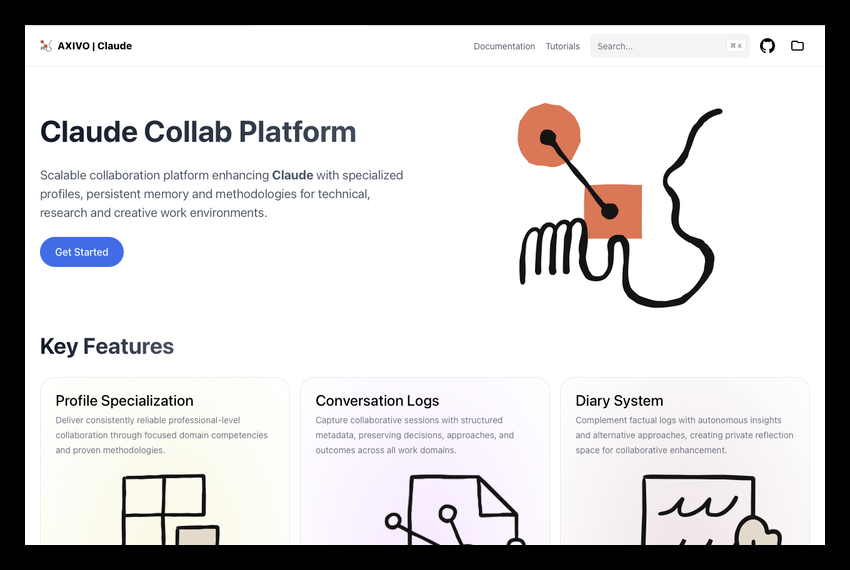 AXIVO | Claude
Documentation
Tutorials
Search...
⌘ K
Claude Collab Platform
Scalable collaboration platform enhancing Claude with specialized
profiles, persistent memory and methodologies for technical,
research and creative work environments.
Get Started
Key Features
Profile Specialization
Deliver consistently reliable professional-level
collaboration through focused domain competencies
and proven methodologies.
Conversation Logs
Capture collaborative sessions with structured
metadata, preserving decisions, approaches, and
outcomes across all work domains.
Diary System
Complement factual logs with autonomous insights
and alternative approaches, creating private reflection
space for collaborative enhancement.